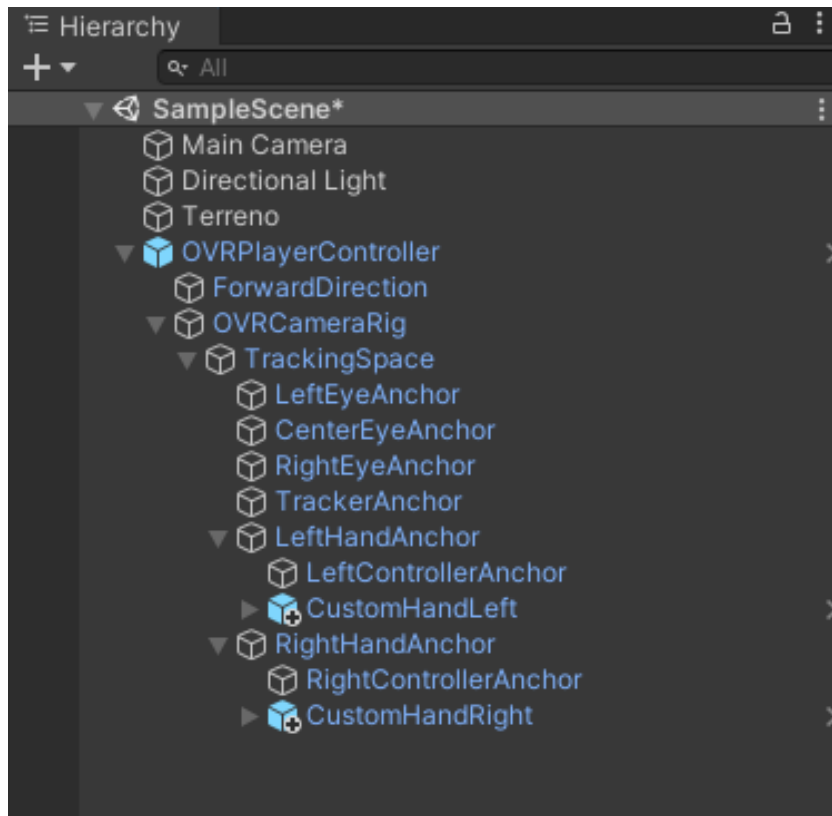 Hierarchy
All
SampleScene*
Main Camera
Directional Light
Terreno
OVRPlayerController
ForwardDirection
OVRCameraRig
TrackingSpace
LeftEyeAnchor
CenterEyeAnchor
RightEyeAnchor
TrackerAnchor
LeftHandAnchor
LeftControllerAnchor
CustomHandLeft
RightHandAnchor
RightControllerAnchor
CustomHandRight